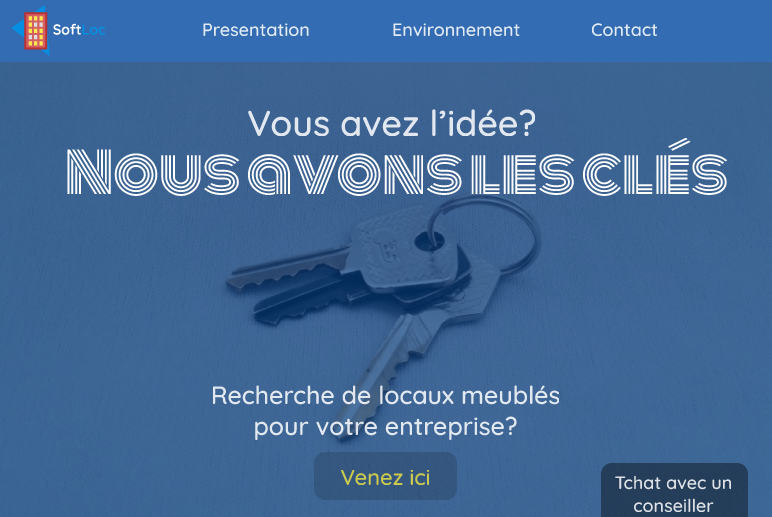 SoftLoc
Presentation
Environnement
Contact
Vous avez l’idée?
Nous avons les clés
Recherche de locaux meublés
pour votre entreprise?
Venez ici
Tchat avec un
conseiller